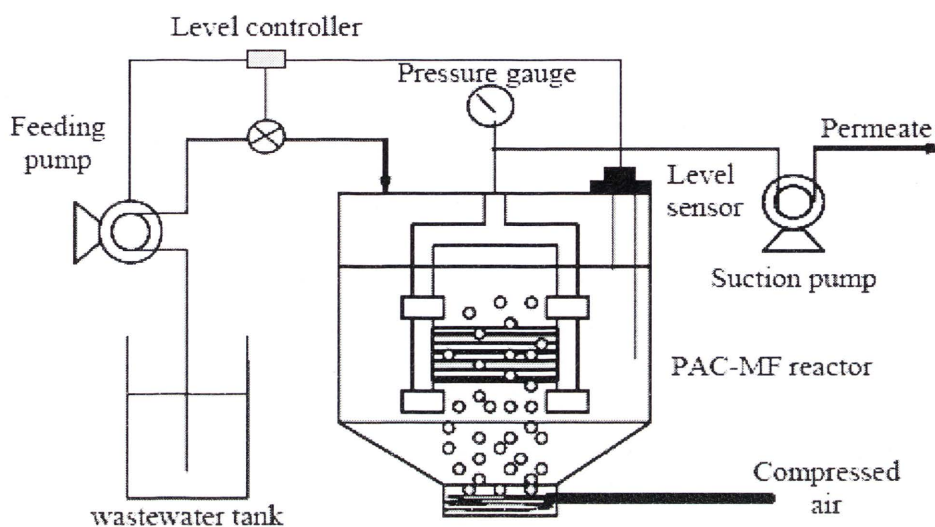 Level controller
Pressure gauge
Feeding
pump
Permeate
Level
sensor
Suction pump
PAC-MF reactor
Compressed
air
wastewater tank